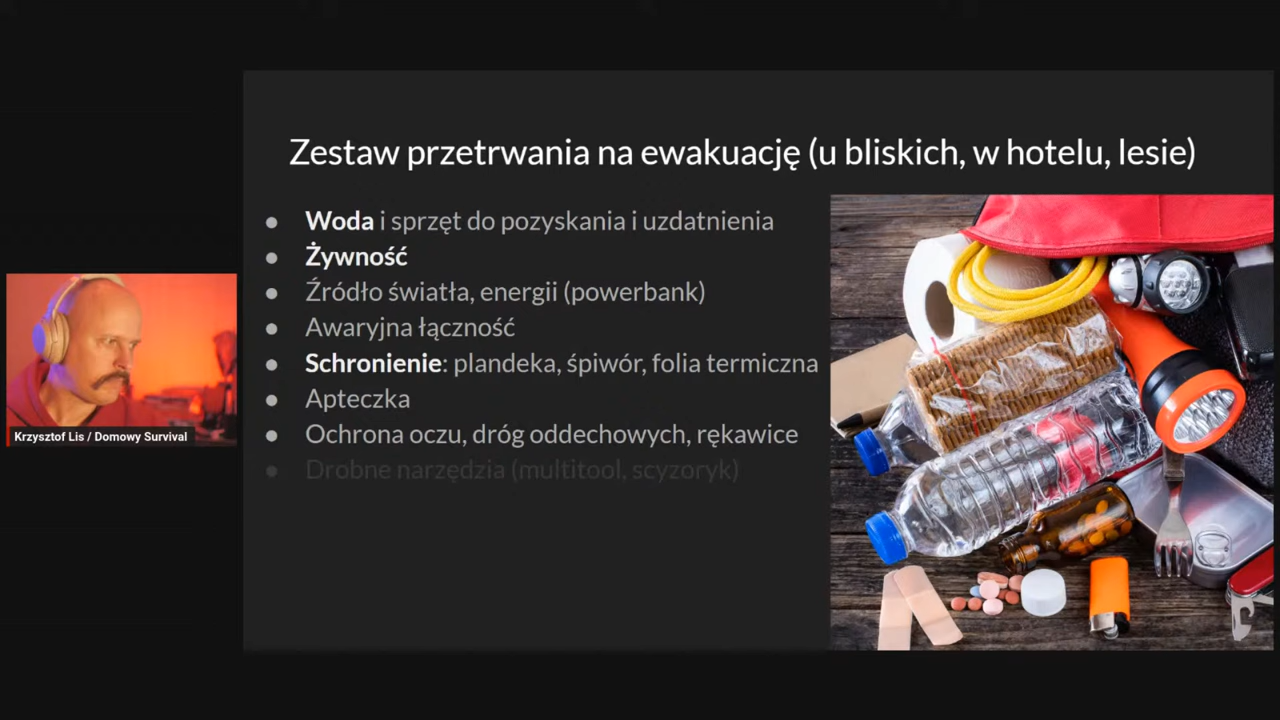 Zestaw przetrwania na ewakuację (u bliskich, w hotelu, lesie)
● Woda i sprzęt do pozyskania i uzdatnienia
● Żywność
● Źródło światła, energii (powerbank)
● Awaryjna łączność
● Schronienie: plandeka, śpiwór, folia termiczna
● Apteczka
● Ochrona oczu, dróg oddechowych, rękawice
● Drobne narzędzia (multitool, scyzoryk)
Krzysztof Lis / Domowy Survival